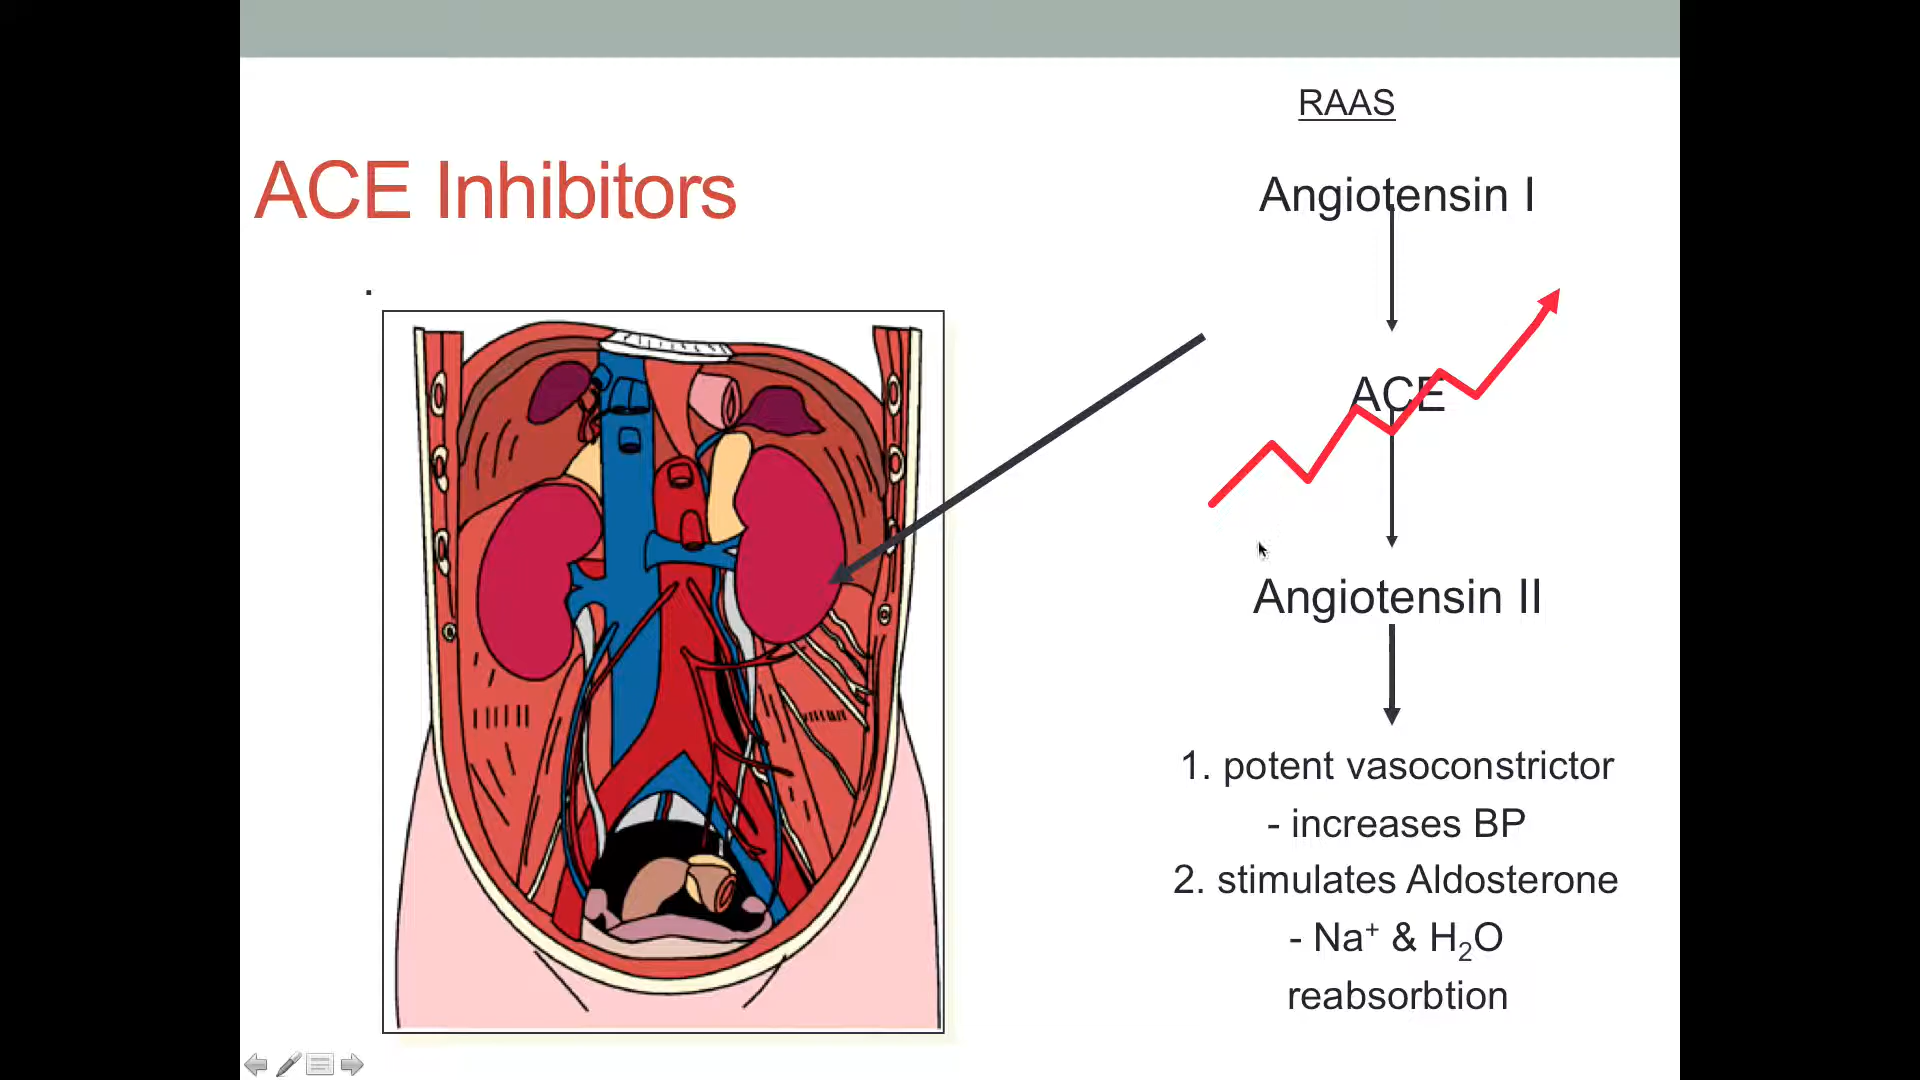 RAAS
ACE Inhibitors
Angiotensin I
ACE
Angiotensin II
1. potent vasoconstrictor
- increases BP
2. stimulates Aldosterone
- Na⁺ & H₂O
reabsorbtion